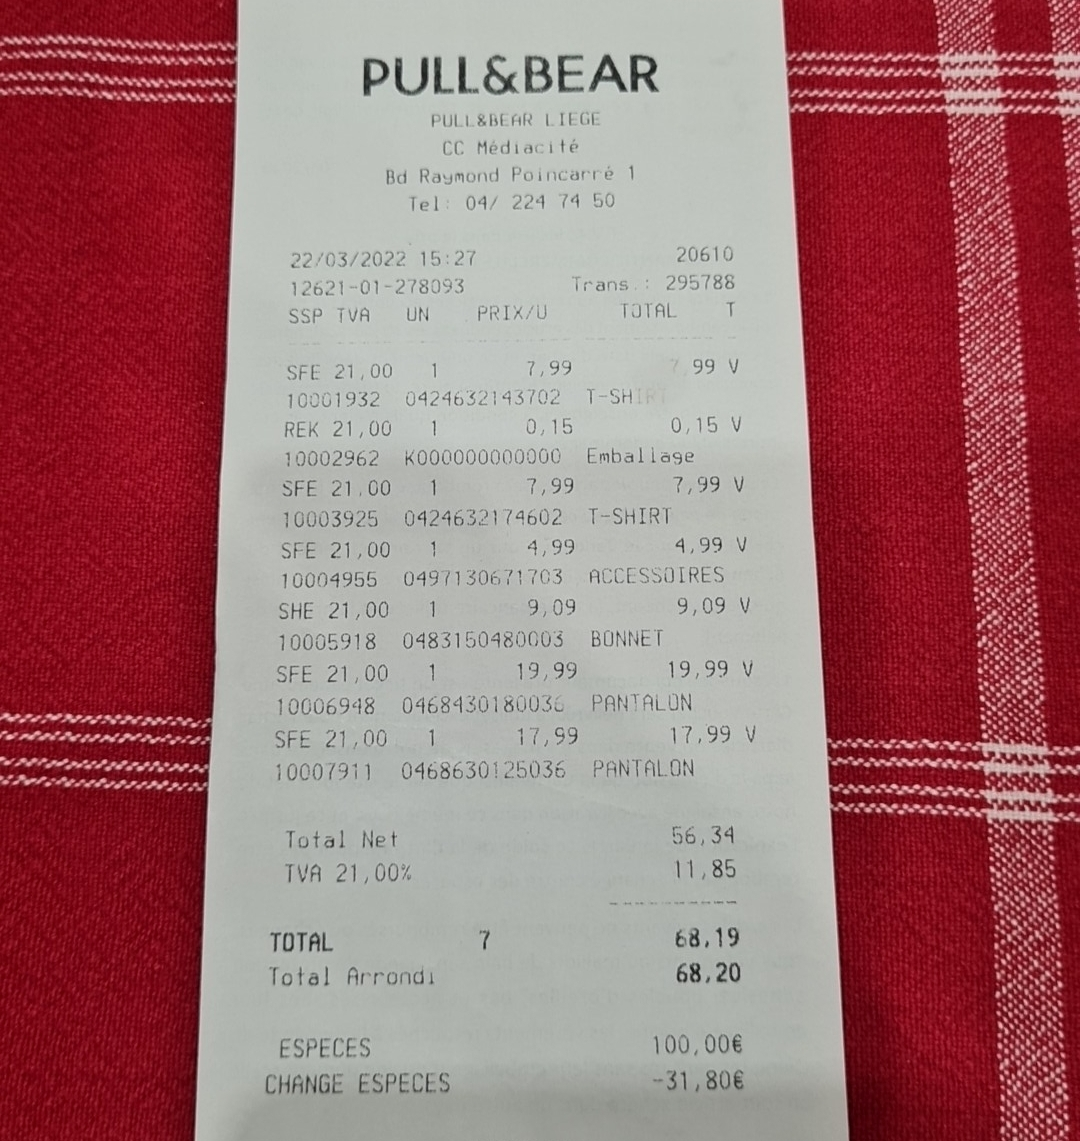 PULL&BEAR
PULL&BEAR LIEGE
CC Médiacité
Bd Raymond Poincarré 1
Tel: 04/ 224 74 50
22/03/2022 15:27 20610
12621-01-278093 Trans.: 295788
SSP TVA UN PRIX/U TOTAL T
SFE 21,00 1 7,99 7,99 V
10001932 0424632143702 T-SHIRT
REK 21,00 1 0,15 0,15 V
10002962 K000000000000 Emballage
SFE 21,00 1 7,99 7,99 V
10003925 0424632174602 T-SHIRT
SFE 21,00 1 4,99 4,99 V
10004955 0497130671703 ACCESSOIRES
SHE 21,00 1 9,09 9,09 V
10005918 0483150480003 BONNET
SFE 21,00 1 19,99 19,99 V
10006948 0468430180036 PANTALON
SFE 21,00 1 17,99 17,99 V
10007911 0468630125036 PANTALON
Total Net 56,34
TVA 21,00% 11,85
TOTAL 7 68,19
Total Arrondi 68,20
ESPECES 100,00€
CHANGE ESPECES -31,80€